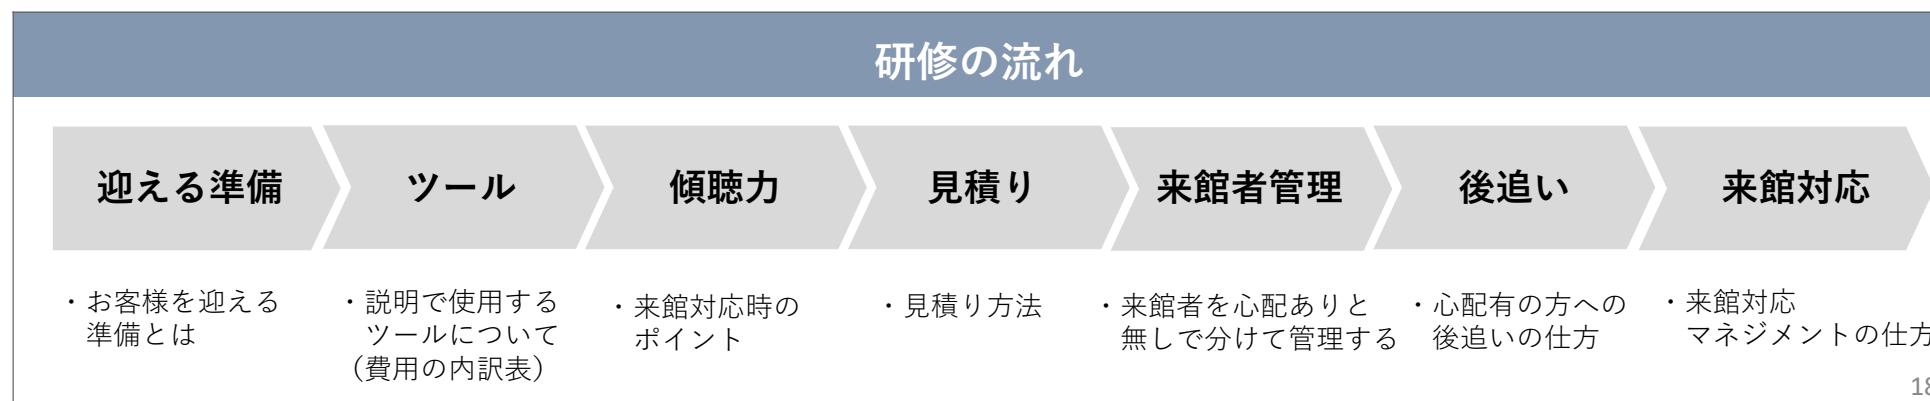 研修の流れ
迎える準備
ツール
傾聴力
見積り
来館者管理
後追い
来館対応
・お客様を迎える
準備とは
・説明で使用する
ツールについて
（費用の内訳表）
・来館対応時の
ポイント
・見積り方法
・来館者を心配ありと
無しで分けて管理する
・心配有の方への
後追いの仕方
・来館対応
マネジメントの仕方
18